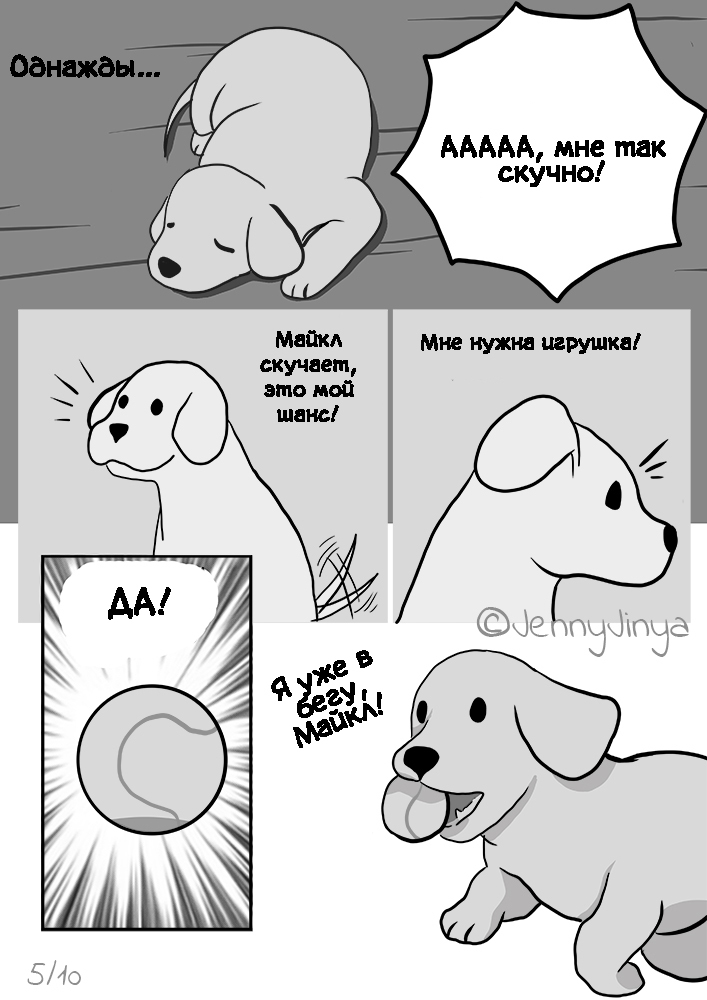 Однажды...
ААААА, мне так
скучно!
Майкл
скучает,
это мой
шанс!
Мне нужна игрушка!
©JennyJinya
ДА!
Я уже в
бегу,
Майкл!
5/10